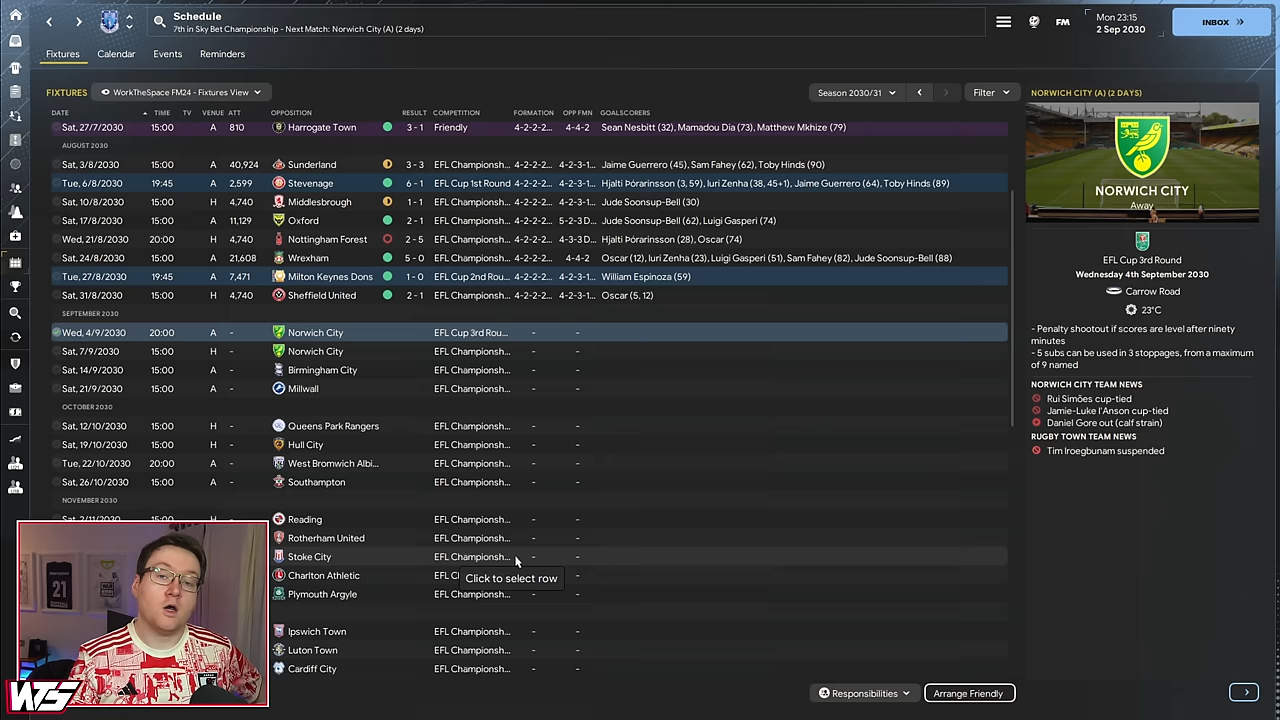 Schedule
7th in Sky Bet Championship - Next Match: Norwich City (A) (2 days)
FM
Mon 23:15
2 Sep 2030
INBOX
Fixtures Calendar Events Reminders
FIXTURES WorkTheSpace FM24 - Fixtures View Season 2030/31 Filter
DATE TIME TV VENUE ATT OPPOSITION RESULT COMPETITION FORMATION OPP FMN GOALSCORERS
Sat, 27/7/2030 15:00 A 810 Harrogate Town 3 - 1 Friendly 4-2-2-2... 4-4-2 Sean Nesbitt (32), Mamadou Dia (73), Matthew Mkhize (79)
AUGUST 2030
Sat, 3/8/2030 15:00 A 40,924 Sunderland 3 - 3 EFL Championsh... 4-2-2-2... 4-2-3-1... Jaime Guerrero (45), Sam Fahey (62), Toby Hinds (90)
Tue, 6/8/2030 19:45 A 2,599 Stevenage 6 - 1 EFL Cup 1st Round 4-2-2-2... 4-2-3-1... Hjalti Þórarinsson (3, 59), Iuri Zenha (38, 45+1), Jaime Guerrero (64), Toby Hinds (89)
Sat, 10/8/2030 15:00 H 4,740 Middlesbrough 1 - 1 EFL Championsh... 4-2-2-2... 4-2-3-1... Jude Soonsup-Bell (30)
Sat, 17/8/2030 15:00 A 11,129 Oxford 2 - 1 EFL Championsh... 4-2-2-2... 5-2-3 D... Jude Soonsup-Bell (62), Luigi Gasperi (74)
Wed, 21/8/2030 20:00 H 4,740 Nottingham Forest 2 - 5 EFL Championsh... 4-2-2-2... 4-3-3 D... Hjalti Þórarinsson (28), Oscar (74)
Sat, 24/8/2030 15:00 A 21,608 Wrexham 5 - 0 EFL Championsh... 4-2-2-2... 4-4-2 Oscar (12), Iuri Zenha (23), Luigi Gasperi (51), Sam Fahey (82), Jude Soonsup-Bell (88)
Tue, 27/8/2030 19:45 A 7,471 Milton Keynes Dons 1 - 0 EFL Cup 2nd Rou... 4-2-2-2... 4-2-3-1... William Espinoza (59)
Sat, 31/8/2030 15:00 H 4,740 Sheffield United 2 - 1 EFL Championsh... 4-2-2-2... 4-2-3-1... Oscar (5, 12)
SEPTEMBER 2030
Wed, 4/9/2030 20:00 A - Norwich City EFL Cup 3rd Rou... - -
Sat, 7/9/2030 15:00 H - Norwich City EFL Championsh... - -
Sat, 14/9/2030 15:00 A - Birmingham City EFL Championsh... - -
Sat, 21/9/2030 15:00 A - Millwall EFL Championsh... - -
OCTOBER 2030
Sat, 12/10/2030 15:00 H - Queens Park Rangers EFL Championsh... - -
Sat, 19/10/2030 15:00 H - Hull City EFL Championsh... - -
Tue, 22/10/2030 20:00 A - West Bromwich Albi... EFL Championsh... - -
Sat, 26/10/2030 15:00 A - Southampton EFL Championsh... - -
NOVEMBER 2030
Sat, 2/11/2030 15:00 H - Reading EFL Championsh... - -
Rotherham United EFL Championsh... - -
Stoke City EFL Championsh... - -
Charlton Athletic EFL C - -
Click to select row
Plymouth Argyle EFL Championsh... - -
Ipswich Town EFL Championsh... - -
Luton Town EFL Championsh... - -
Cardiff City EFL Championsh... - -
Responsibilities Arrange Friendly
NORWICH CITY (A) (2 DAYS)
NORWICH CITY
Away
EFL Cup 3rd Round
Wednesday 4th September 2030
Carrow Road
23°C
- Penalty shootout if scores are level after ninety
minutes
- 5 subs can be used in 3 stoppages, from a maximum
of 9 named
NORWICH CITY TEAM NEWS
Rui Simões cup-tied
Jamie-Luke I'Anson cup-tied
Daniel Gore out (calf strain)
RUGBY TOWN TEAM NEWS
Tim Iroegbunam suspended
21
WTS